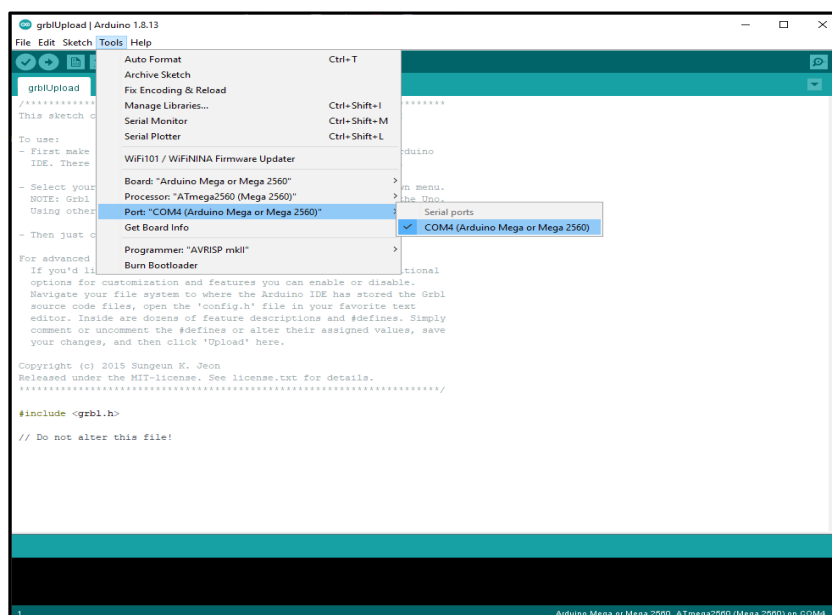 grblUpload | Arduino 1.8.13
File Edit Sketch Tools Help
grblUpload
Auto Format Ctrl+T
Archive Sketch
Fix Encoding & Reload
Manage Libraries... Ctrl+Shift+I
Serial Monitor Ctrl+Shift+M
Serial Plotter Ctrl+Shift+L
WiFi101 / WiFiNINA Firmware Updater
Board: "Arduino Mega or Mega 2560"
Processor: "ATmega2560 (Mega 2560)"
Port: "COM4 (Arduino Mega or Mega 2560)"
Get Board Info
Programmer: "AVRISP mkII"
Burn Bootloader
Serial ports
COM4 (Arduino Mega or Mega 2560)
/************* ********
This sketch c
To use:
- First make rduino
IDE. There
- Select your wn menu.
NOTE: Grbl the Uno.
Using other
- Then just c
For advanced
If you'd li tional
options for customization and features you can enable or disable.
Navigate your file system to where the Arduino IDE has stored the Grbl
source code files, open the 'config.h' file in your favorite text
editor. Inside are dozens of feature descriptions and #defines. Simply
comment or uncomment the #defines or alter their assigned values, save
your changes, and then click 'Upload' here.
Copyright (c) 2015 Sungeun K. Jeon
Released under the MIT-license. See license.txt for details.
***********************************************************************/
#include <grbl.h>
// Do not alter this file!
1 Arduino Mega or Mega 2560, ATmega2560 (Mega 2560) on COM4